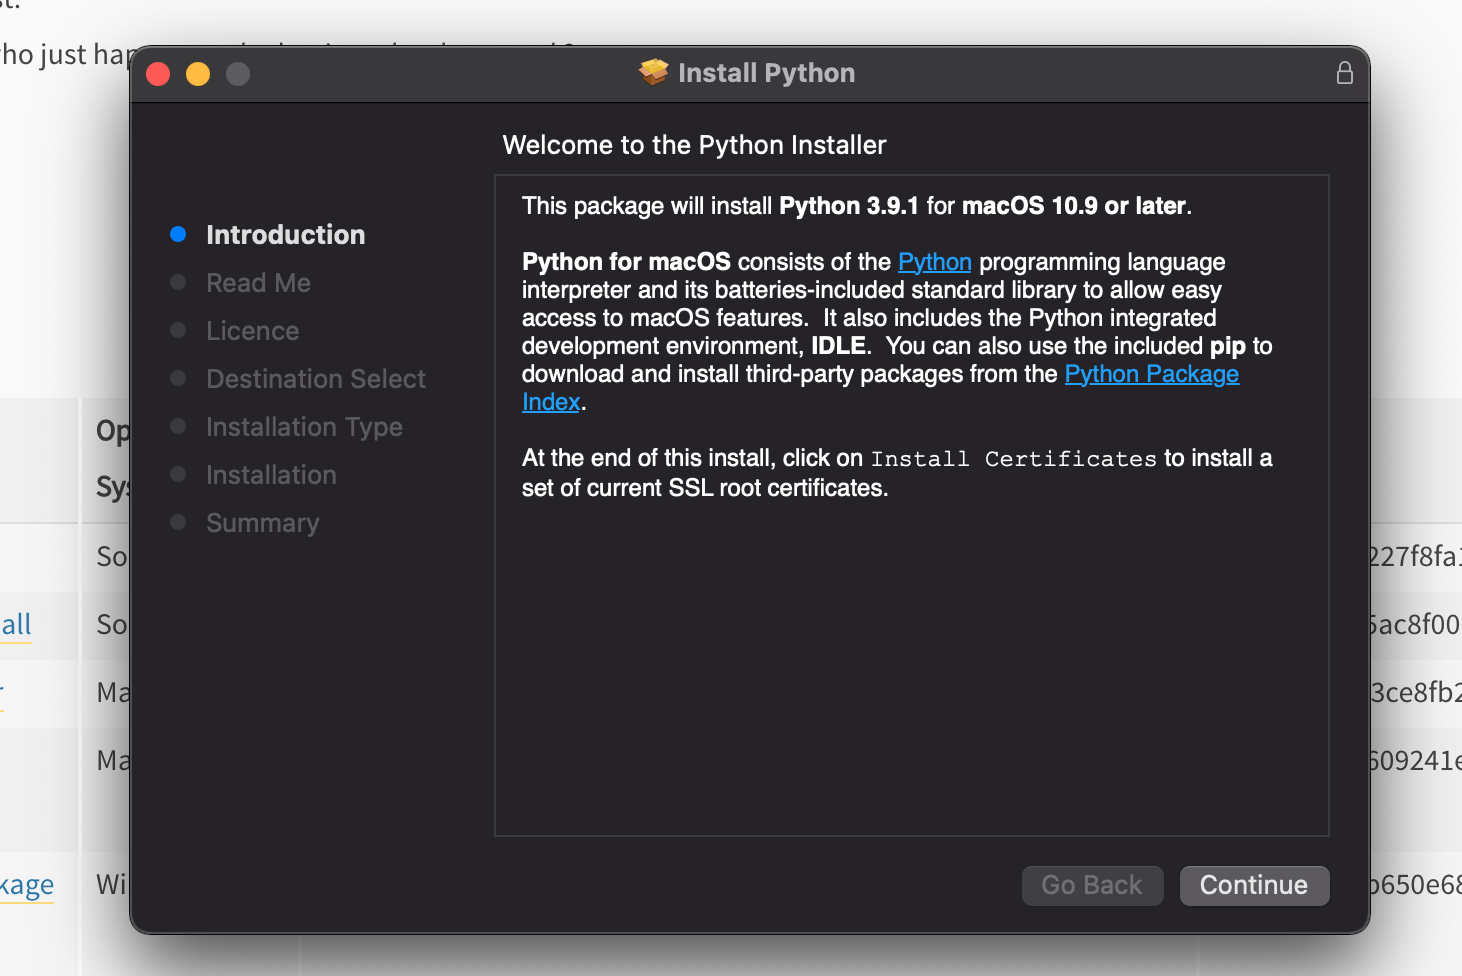 ho just
Install Python
Welcome to the Python Installer
Introduction
Read Me
Licence
Destination Select
Installation Type
Installation
Summary
This package will install Python 3.9.1 for macOS 10.9 or later.
Python for macOS consists of the Python programming language
interpreter and its batteries-included standard library to allow easy
access to macOS features.  It also includes the Python integrated
development environment, IDLE.  You can also use the included pip to
download and install third-party packages from the Python Package
Index.
At the end of this install, click on Install Certificates to install a
set of current SSL root certificates.
Go Back
Continue
Op
Sys
So
227f8fa1
all
So
5ac8f00
Ma
3ce8fb2
Ma
609241e
kage
Wi
b650e68